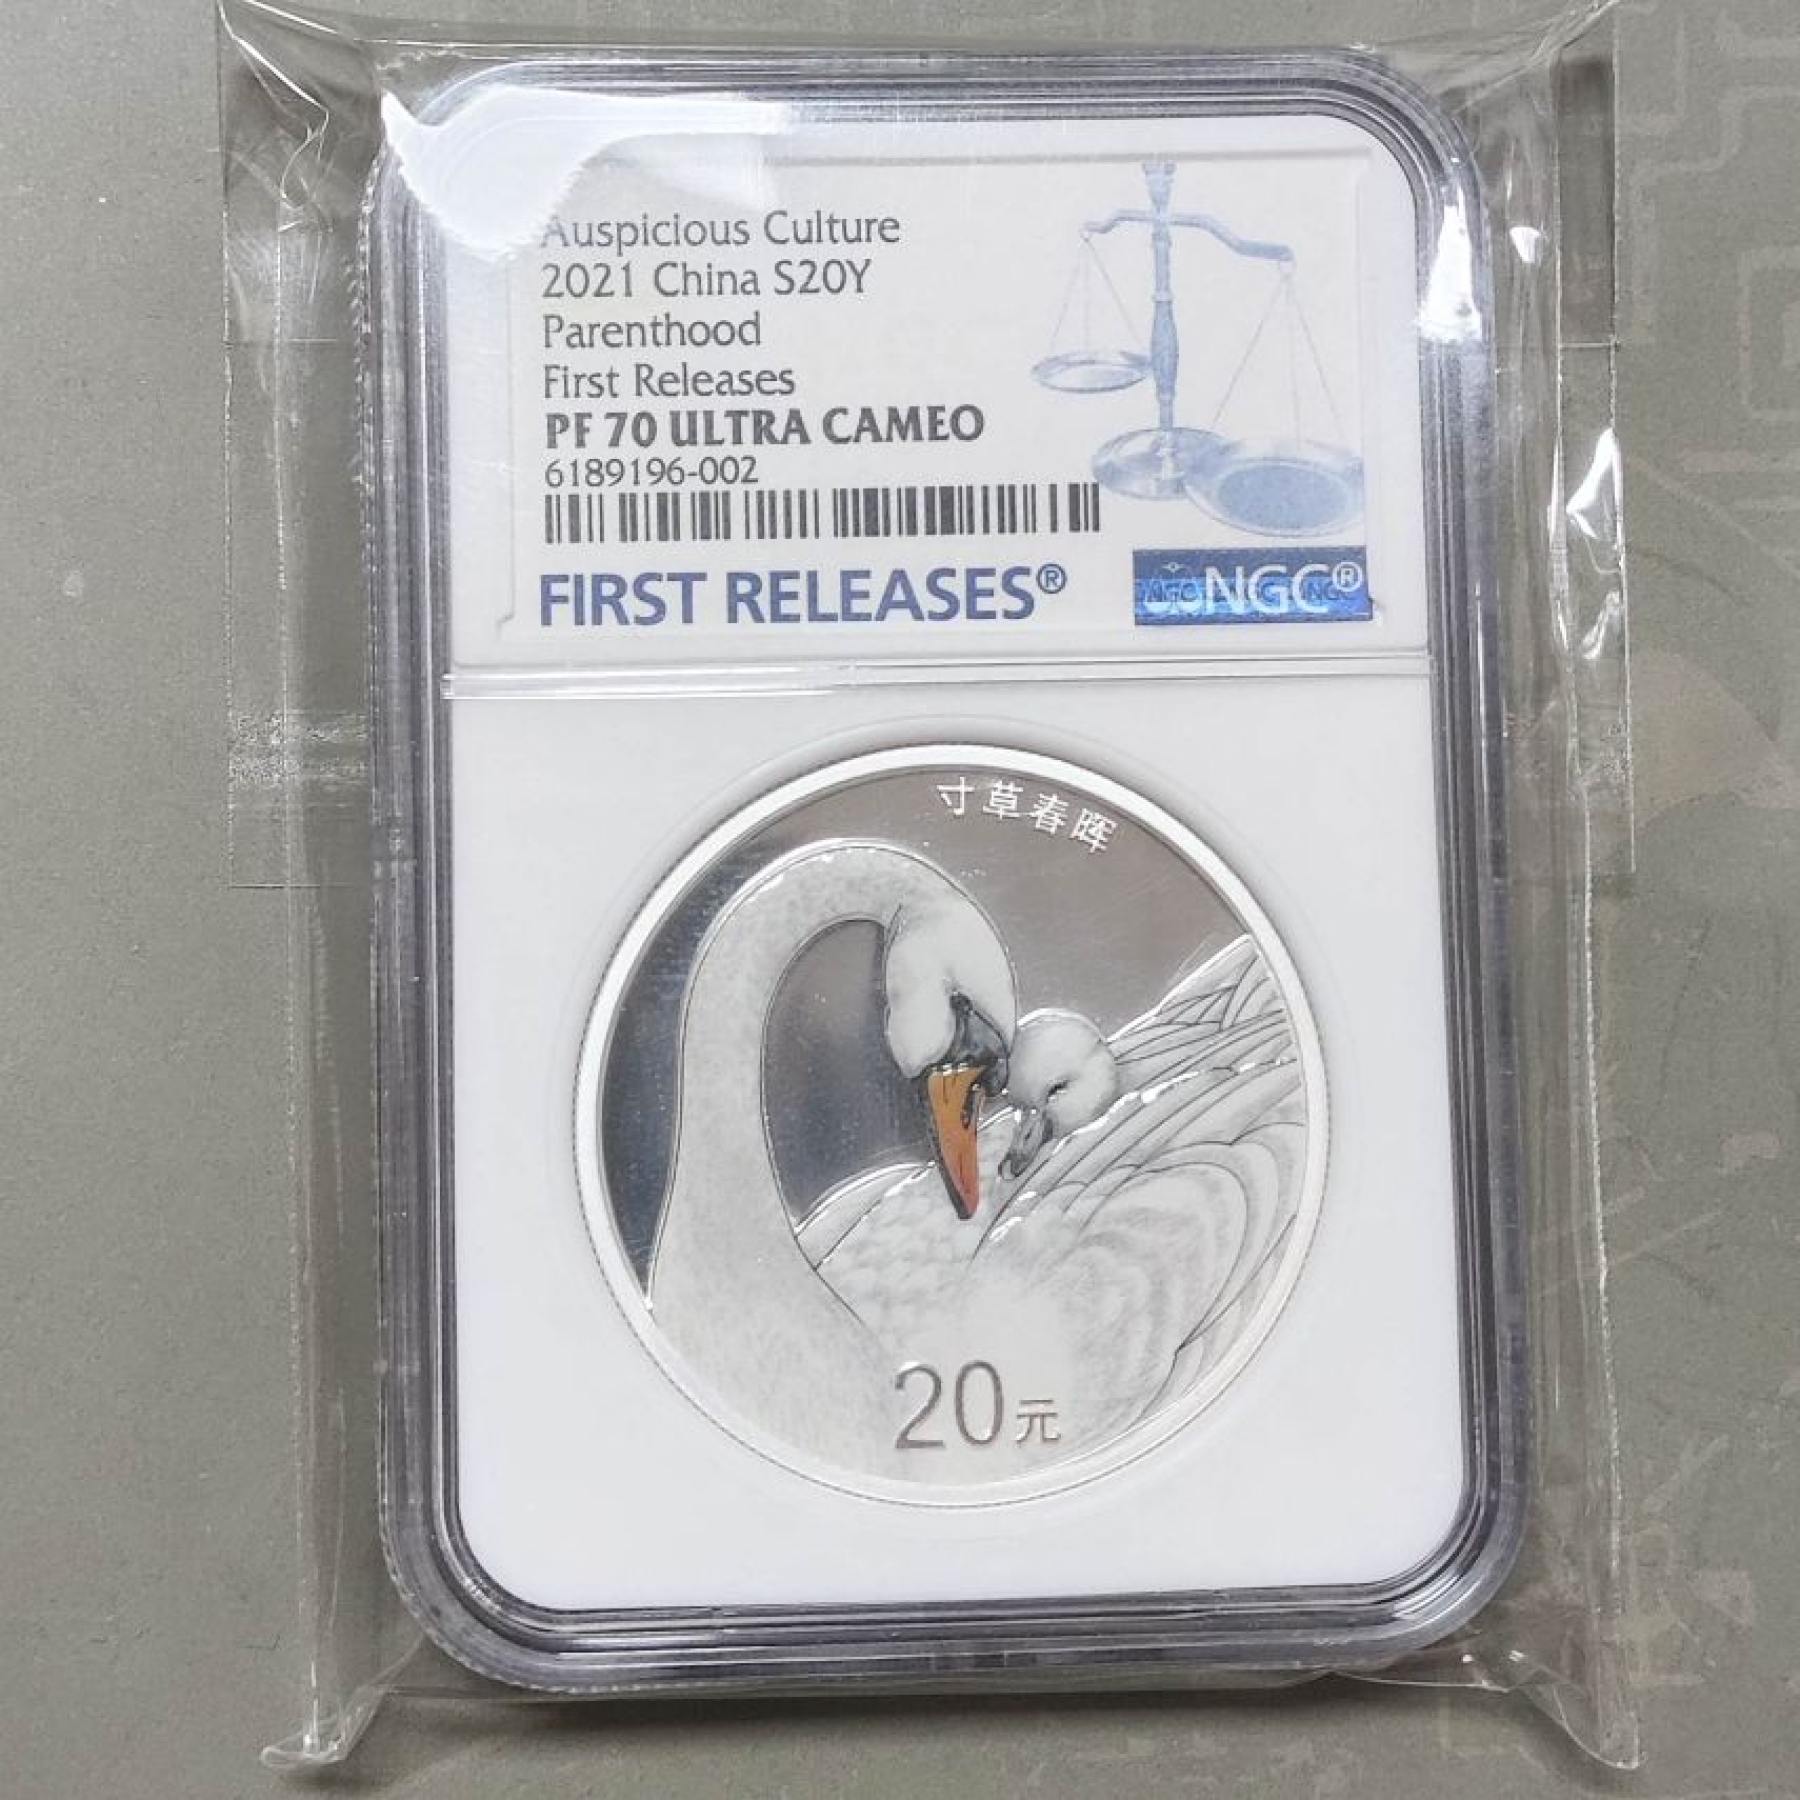 Auspicious Culture
2021 China S20Y
Parenthood
First Releases
PF 70 ULTRA CAMEO
6189196-002
FIRST RELEASES®
NGC®
寸草春晖
20元